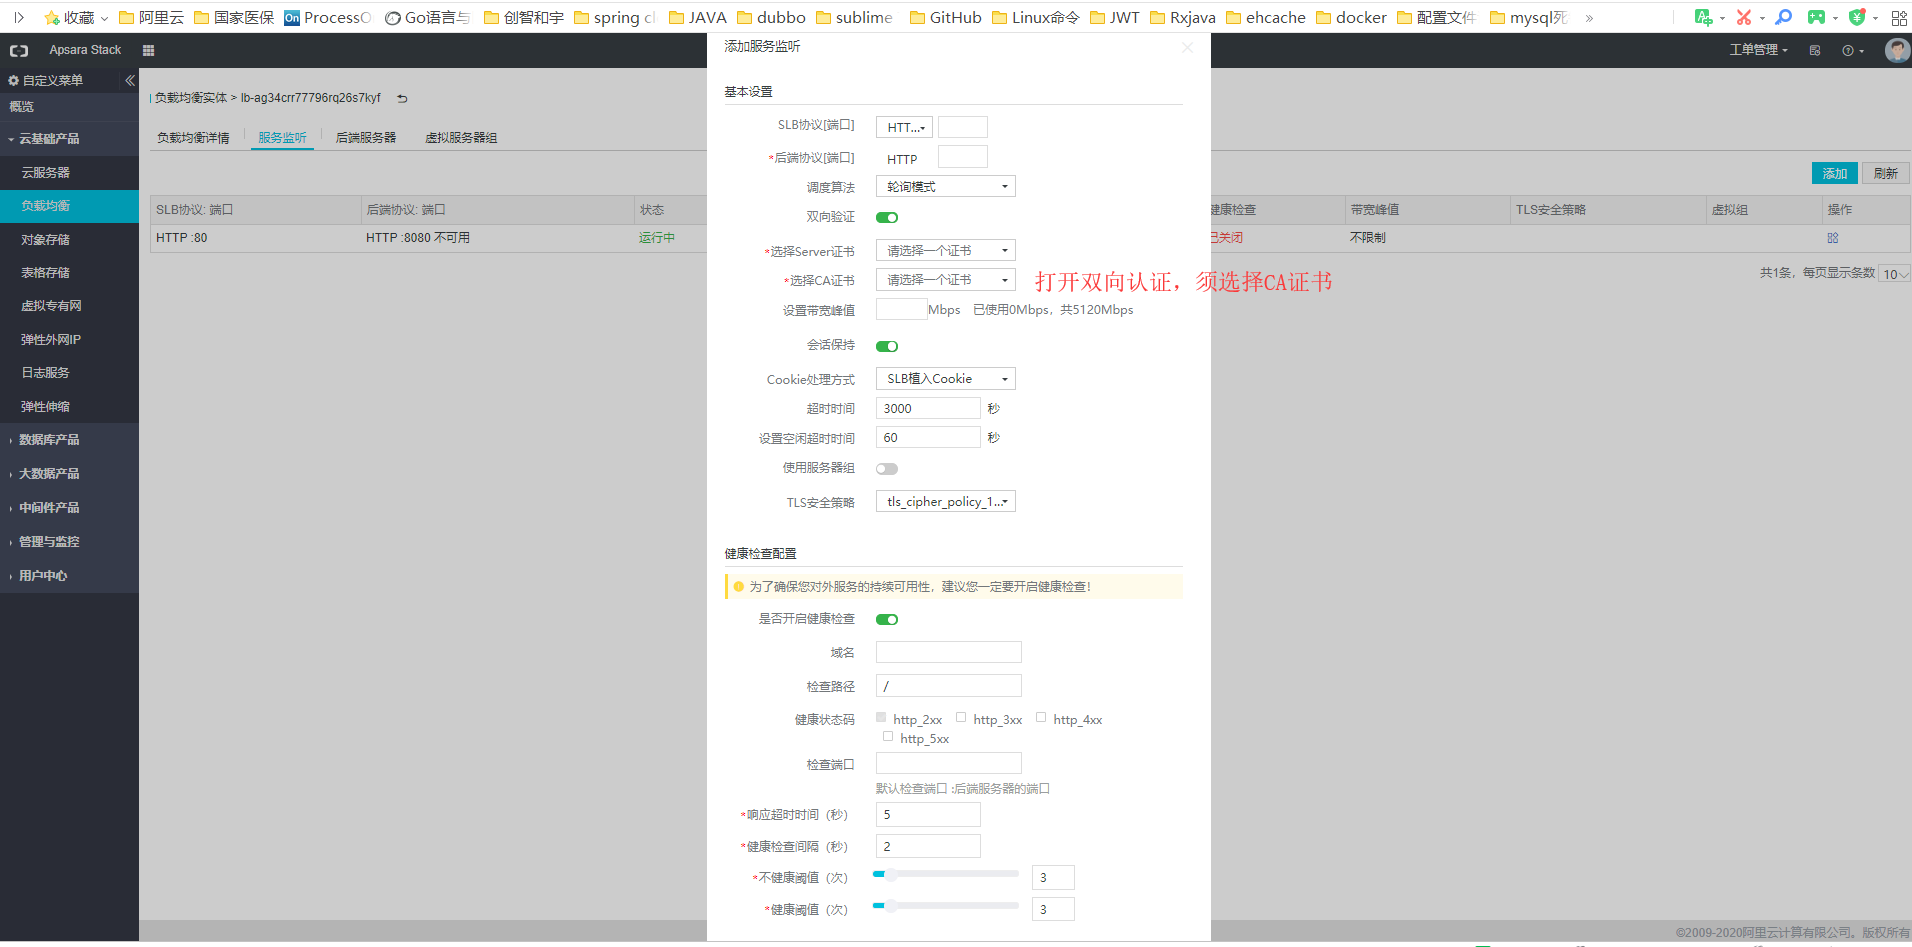 收藏 阿里云 国家医保 On ProcessO Go语言与 创智和宇 spring c JAVA dubbo sublime GitHub Linux命令 JWT Rxjava ehcache docker 配置文件 mysql死 »
Apsara Stack 工单管理
添加服务监听
自定义菜单
概览
云基础产品
云服务器
负载均衡
对象存储
表格存储
虚拟专有网
弹性外网IP
日志服务
弹性伸缩
数据库产品
大数据产品
中间件产品
管理与监控
用户中心
负载均衡实体 > lb-ag34crr77796rq26s7kyf
负载均衡详情 服务监听 后端服务器 虚拟服务器组
添加 刷新
SLB协议: 端口 后端协议: 端口 状态 健康检查 带宽峰值 TLS安全策略 虚拟组 操作
HTTP :80 HTTP :8080 不可用 运行中 已关闭 不限制
共1条，每页显示条数 10
基本设置
SLB协议[端口] HTT...
*后端协议[端口] HTTP
调度算法 轮询模式
双向验证
*选择Server证书 请选择一个证书
*选择CA证书 请选择一个证书 打开双向认证，须选择CA证书
设置带宽峰值 Mbps 已使用0Mbps，共5120Mbps
会话保持
Cookie处理方式 SLB植入Cookie
超时时间 3000 秒
设置空闲超时时间 60 秒
使用服务器组
TLS安全策略 tls_cipher_policy_1...
健康检查配置
为了确保您对外服务的持续可用性，建议您一定要开启健康检查！
是否开启健康检查
域名
检查路径 /
健康状态码 http_2xx http_3xx http_4xx
http_5xx
检查端口
默认检查端口 :后端服务器的端口
*响应超时时间（秒） 5
*健康检查间隔（秒） 2
*不健康阈值（次） 3
*健康阈值（次） 3
©2009-2020阿里云计算有限公司。版权所有